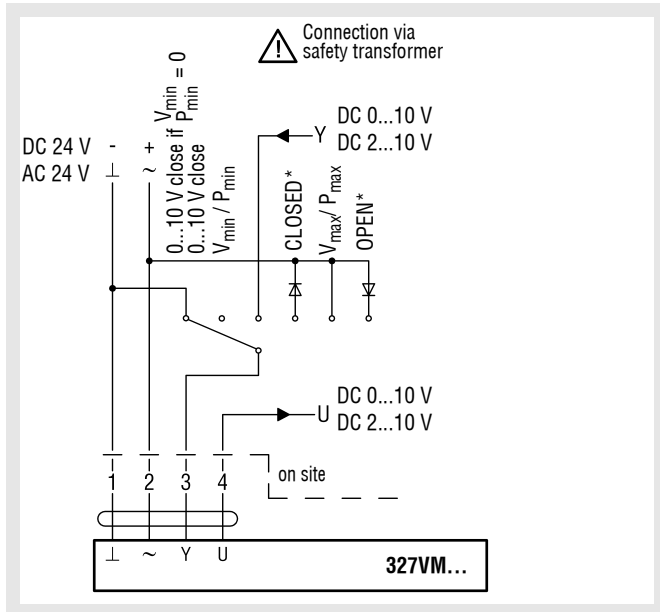 Connection via
safety transformer
DC 24 V - +
AC 24 V ⊥ ~
0...10 V close if Vmin / Pmin = 0
0...10 V close
Vmin / Pmin
Y
DC 0...10 V
DC 2...10 V
CLOSED*
Vmax/ Pmax
OPEN*
U
DC 0...10 V
DC 2...10 V
1 2 3 4
on site
⊥ ~ Y U
327VM...